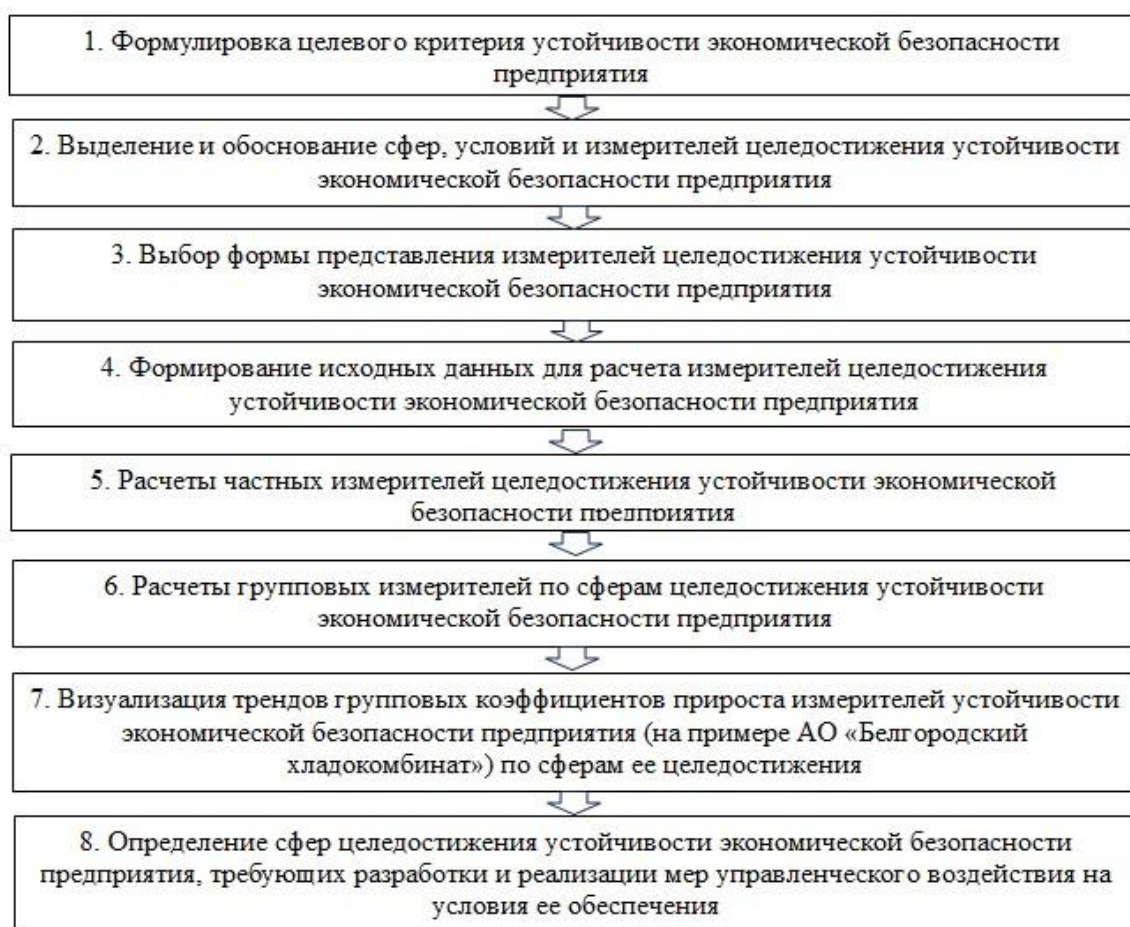 1. Формулировка целевого критерия устойчивости экономической безопасности
предприятия
2. Выделение и обоснование сфер, условий и измерителей целедостижения устойчивости
экономической безопасности предприятия
3. Выбор формы представления измерителей целедостижения устойчивости
экономической безопасности предприятия
4. Формирование исходных данных для расчета измерителей целедостижения
устойчивости экономической безопасности предприятия
5. Расчеты частных измерителей целедостижения устойчивости экономической
безопасности предприятия
6. Расчеты групповых измерителей по сферам целедостижения устойчивости
экономической безопасности предприятия
7. Визуализация трендов групповых коэффициентов прироста измерителей устойчивости
экономической безопасности предприятия (на примере АО «Белгородский
хладокомбинат») по сферам ее целедостижения
8. Определение сфер целедостижения устойчивости экономической безопасности
предприятия, требующих разработки и реализации мер управленческого воздействия на
условия ее обеспечения